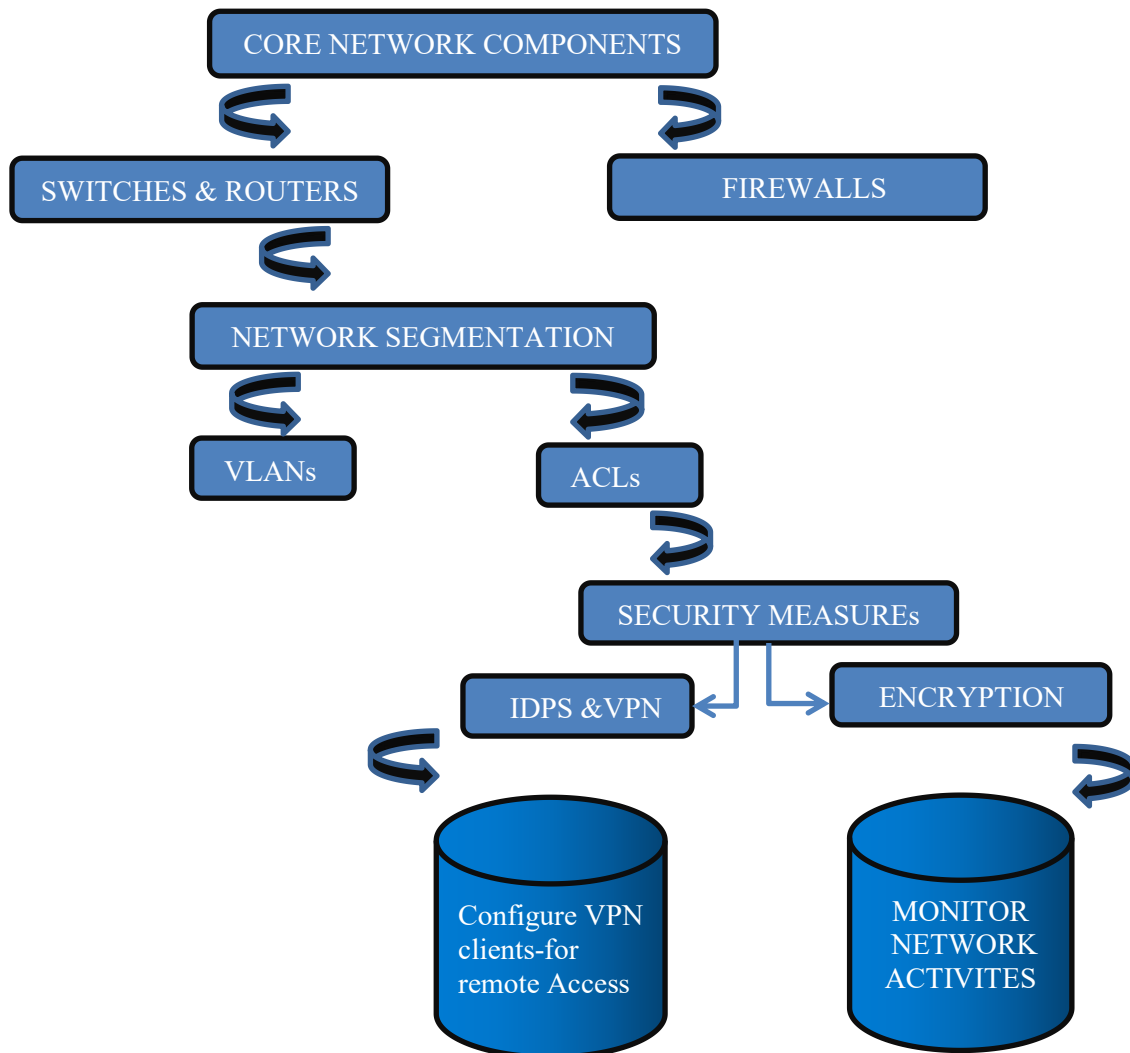 CORE NETWORK COMPONENTS
SWITCHES & ROUTERS
FIREWALLS
NETWORK SEGMENTATION
VLANs
ACLs
SECURITY MEASUREs
IDPS &VPN
ENCRYPTION
Configure VPN
clients-for
remote Access
MONITOR
NETWORK
ACTIVITES